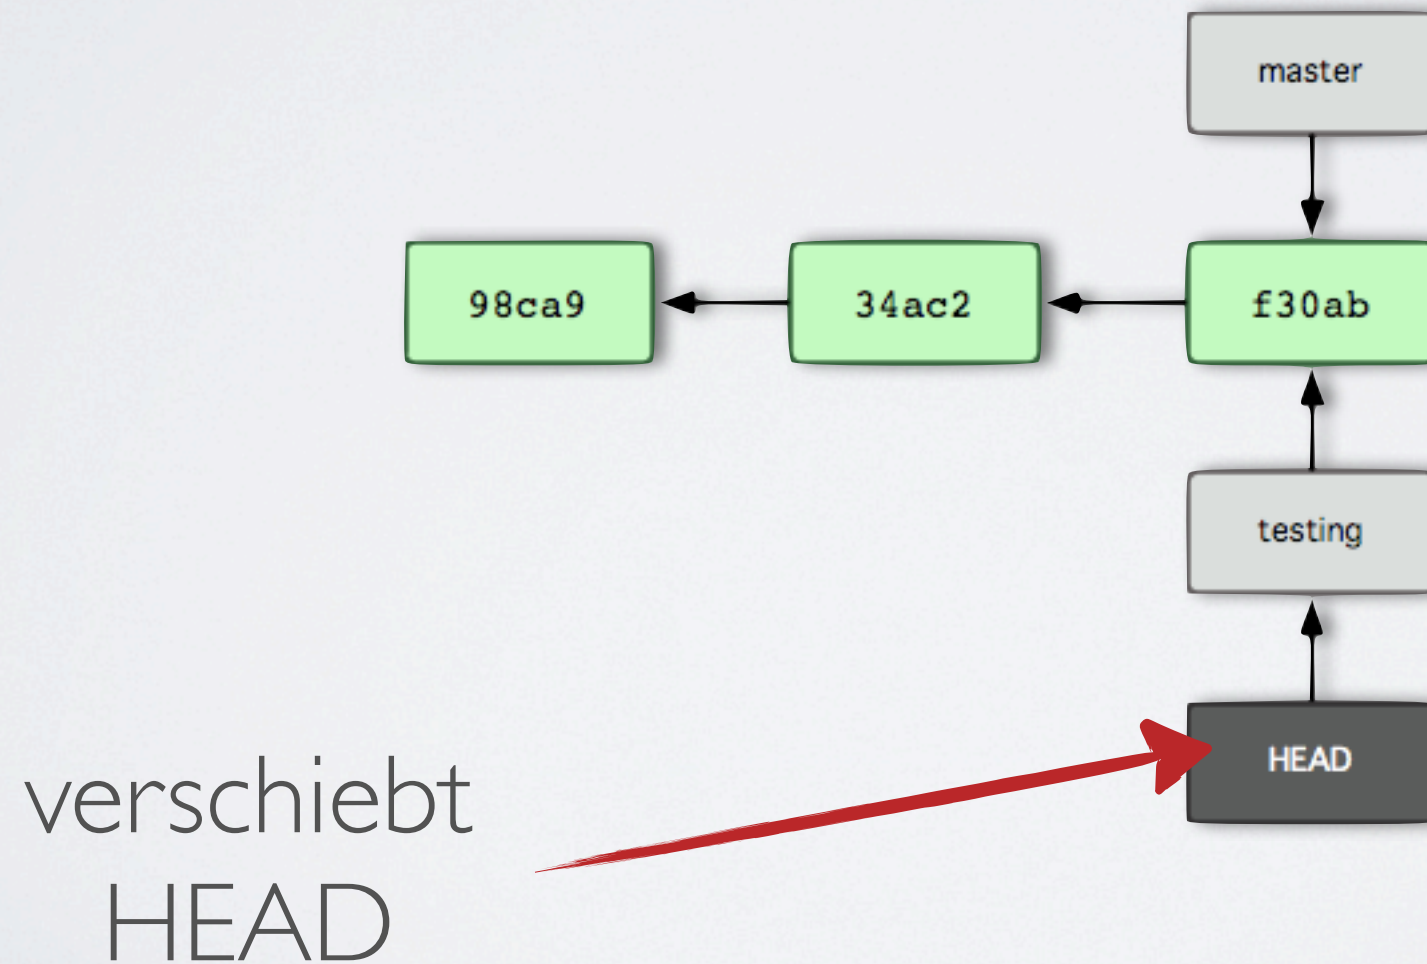 master
98ca9
34ac2
f30ab
testing
HEAD
verschiebt
HEAD